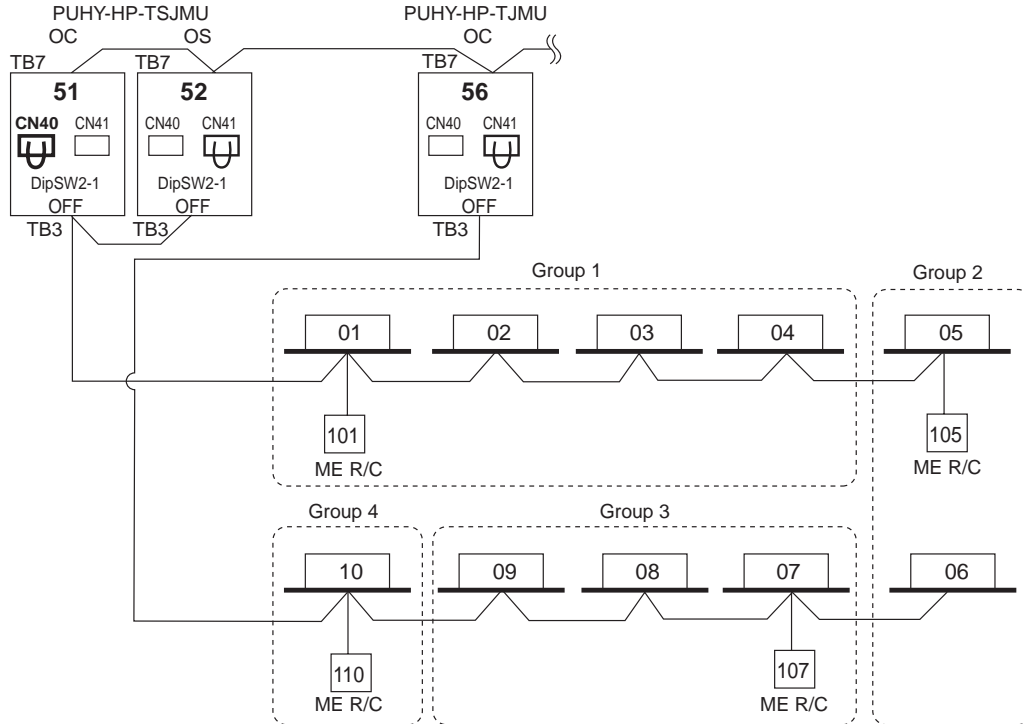 PUHY-HP-TSJMU PUHY-HP-TJMU
OC OS OC
TB7 TB7 TB7
51 52 56
CN40 CN41 CN40 CN41 CN40 CN41
DipSW2-1 DipSW2-1 DipSW2-1
OFF OFF OFF
TB3 TB3 TB3
Group 1 Group 2
01 02 03 04 05
101 105
ME R/C ME R/C
Group 4 Group 3
10 09 08 07 06
110 107
ME R/C ME R/C